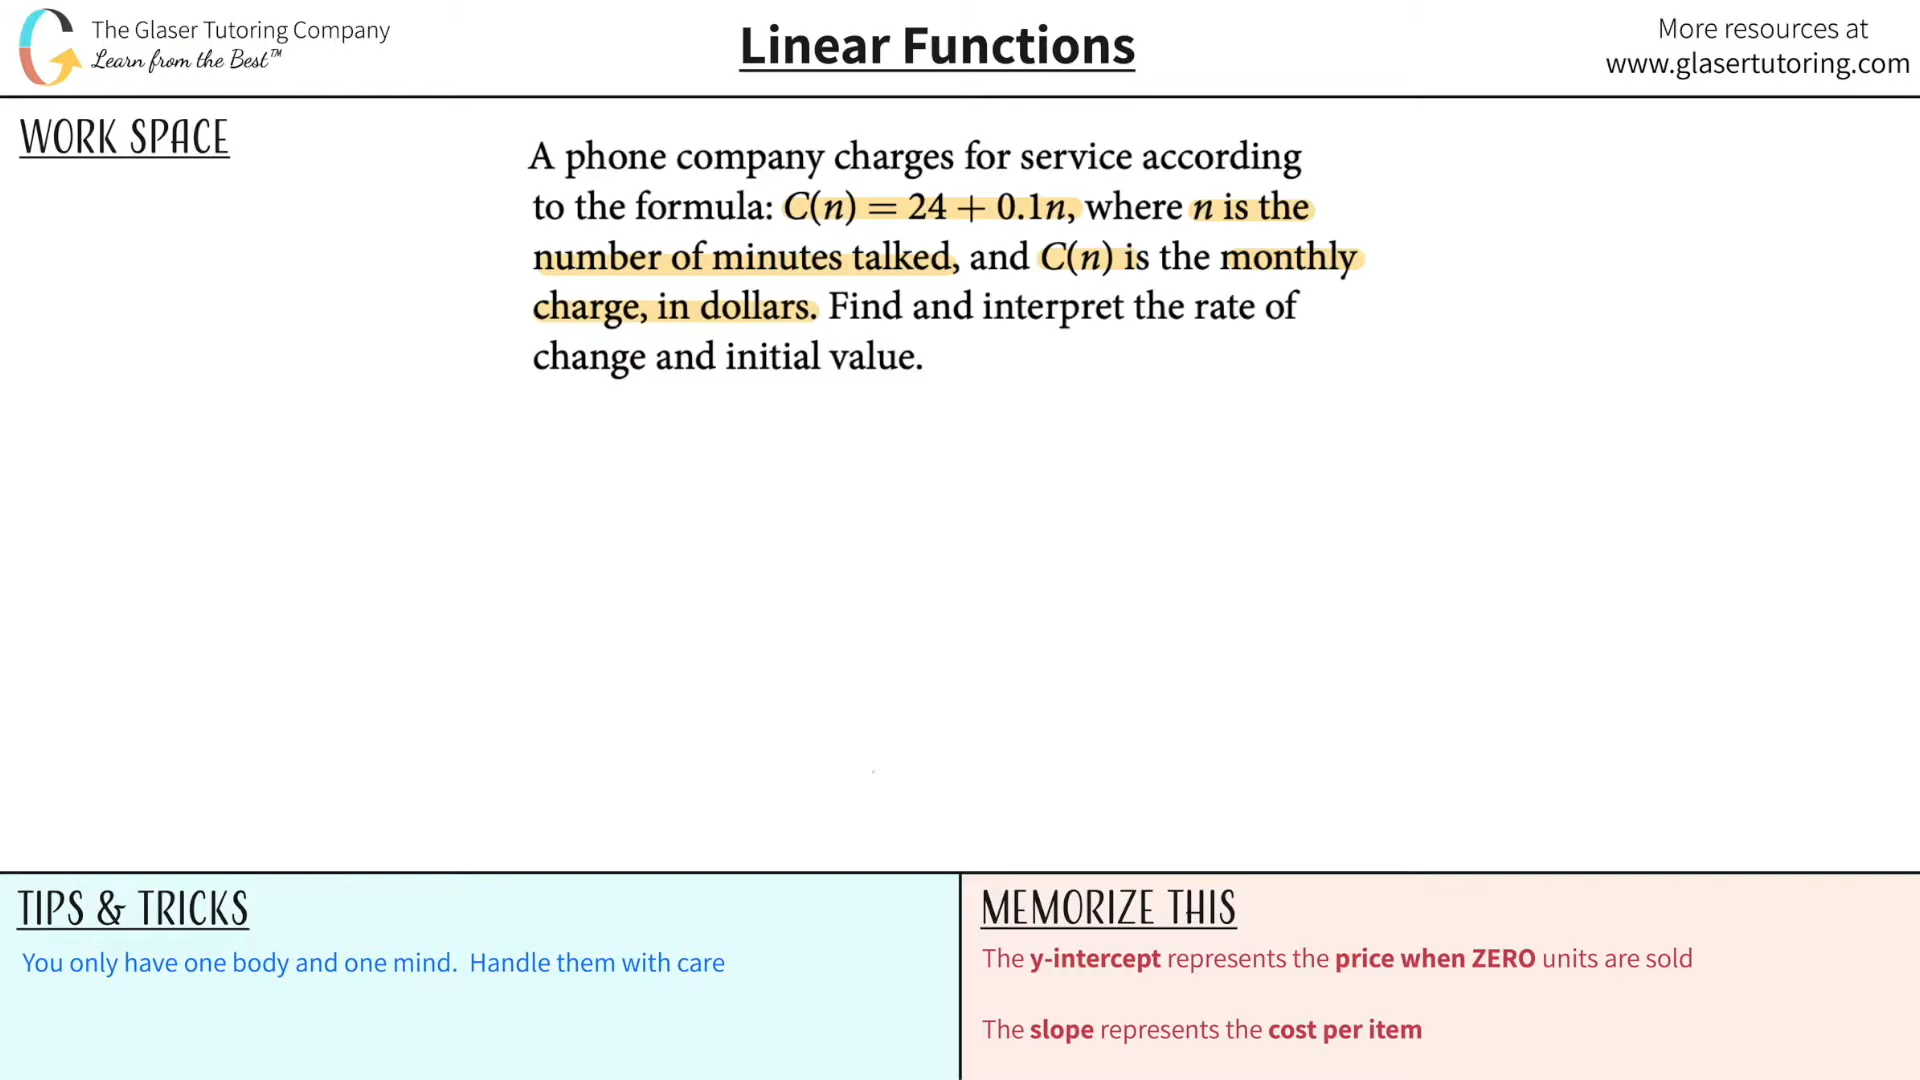 The Glaser Tutoring Company
Learn from the Best™
Linear Functions
More resources at
www.glasertutoring.com
WORK SPACE
A phone company charges for service according
to the formula: C(n) = 24 + 0.1n, where n is the
number of minutes talked, and C(n) is the monthly
charge, in dollars. Find and interpret the rate of
change and initial value.
TIPS & TRICKS
You only have one body and one mind.  Handle them with care
MEMORIZE THIS
The y-intercept represents the price when ZERO units are sold
The slope represents the cost per item